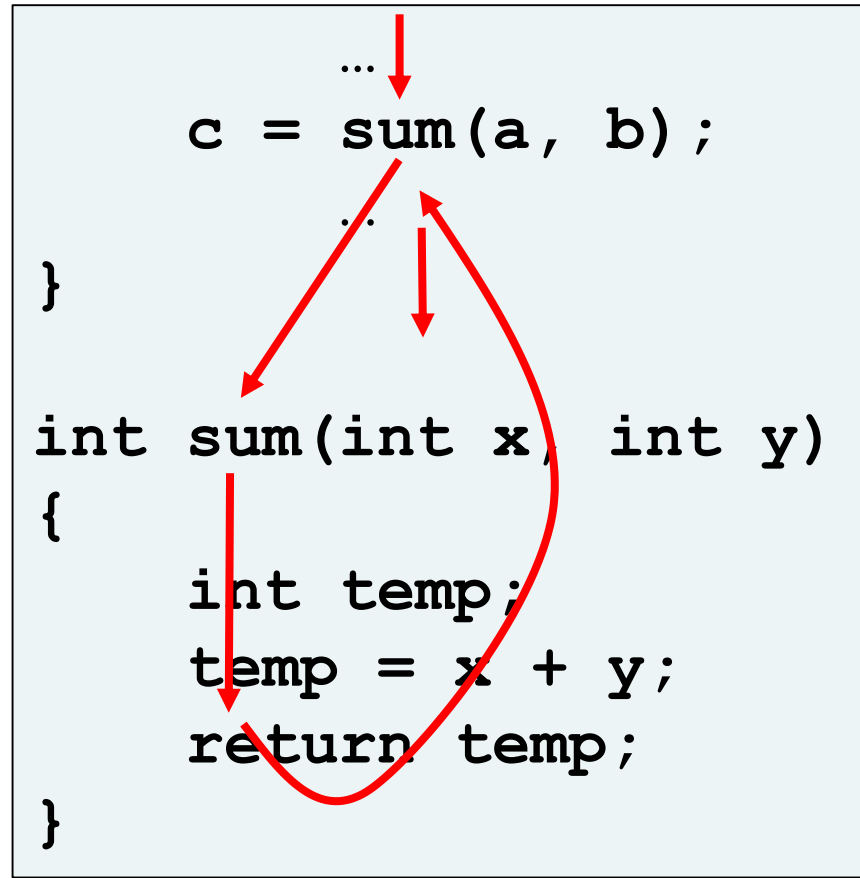 ...
c = sum(a, b);
...
}
int sum(int x, int y)
{
int temp;
temp = x + y;
return temp;
}